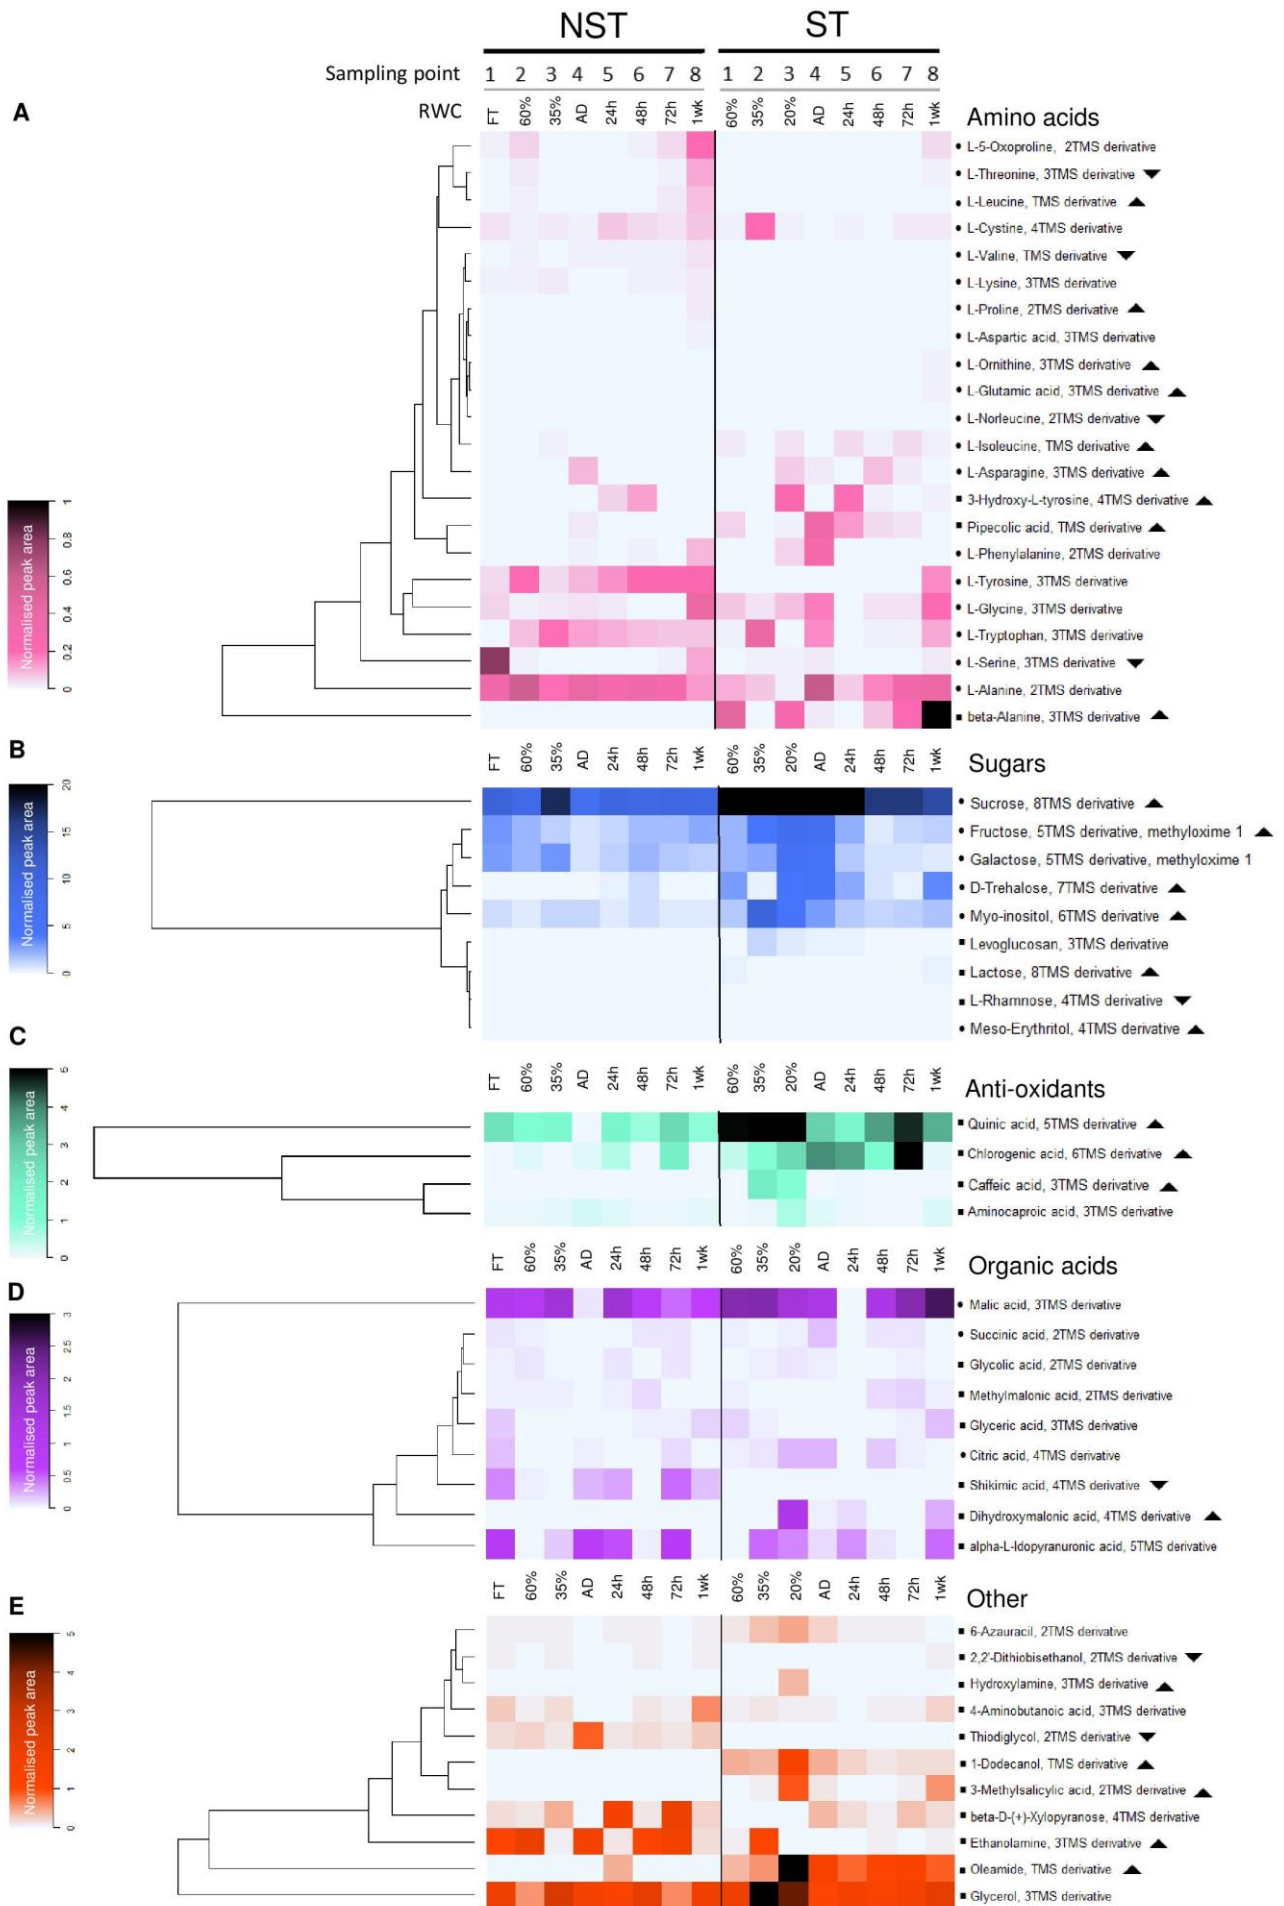 NST ST
Sampling point 1 2 3 4 5 6 7 8 1 2 3 4 5 6 7 8
A RWC FT 60% 35% AD 24h 48h 72h 1wk 60% 35% 20% AD 24h 48h 72h 1wk Amino acids
• L-5-Oxoproline, 2TMS derivative
• L-Threonine, 3TMS derivative ▼
• L-Leucine, TMS derivative ▲
• L-Cystine, 4TMS derivative
• L-Valine, TMS derivative ▼
• L-Lysine, 3TMS derivative
• L-Proline, 2TMS derivative ▲
• L-Aspartic acid, 3TMS derivative
• L-Ornithine, 3TMS derivative ▲
• L-Glutamic acid, 3TMS derivative ▲
• L-Norleucine, 2TMS derivative ▼
• L-Isoleucine, TMS derivative ▲
• L-Asparagine, 3TMS derivative ▲
■ 3-Hydroxy-L-tyrosine, 4TMS derivative ▲
■ Pipecolic acid, TMS derivative ▲
• L-Phenylalanine, 2TMS derivative
• L-Tyrosine, 3TMS derivative
• L-Glycine, 3TMS derivative
• L-Tryptophan, 3TMS derivative
• L-Serine, 3TMS derivative ▼
• L-Alanine, 2TMS derivative
■ beta-Alanine, 3TMS derivative ▲
Normalised peak area
0 0.2 0.4 0.6 0.8 1
B FT 60% 35% AD 24h 48h 72h 1wk 60% 35% 20% AD 24h 48h 72h 1wk Sugars
• Sucrose, 8TMS derivative ▲
• Fructose, 5TMS derivative, methyloxime 1 ▲
• Galactose, 5TMS derivative, methyloxime 1
• D-Trehalose, 7TMS derivative ▲
• Myo-inositol, 6TMS derivative ▲
■ Levoglucosan, 3TMS derivative
■ Lactose, 8TMS derivative ▲
• L-Rhamnose, 4TMS derivative ▼
• Meso-Erythritol, 4TMS derivative ▲
Normalised peak area
0 5 10 15 20
C FT 60% 35% AD 24h 48h 72h 1wk 60% 35% 20% AD 24h 48h 72h 1wk Anti-oxidants
■ Quinic acid, 5TMS derivative ▲
■ Chlorogenic acid, 6TMS derivative ▲
■ Caffeic acid, 3TMS derivative ▲
■ Aminocaproic acid, 3TMS derivative
Normalised peak area
0 1 2 3 4 5
D FT 60% 35% AD 24h 48h 72h 1wk 60% 35% 20% AD 24h 48h 72h 1wk Organic acids
• Malic acid, 3TMS derivative
• Succinic acid, 2TMS derivative
■ Glycolic acid, 2TMS derivative
■ Methylmalonic acid, 2TMS derivative
■ Glyceric acid, 3TMS derivative
• Citric acid, 4TMS derivative
■ Shikimic acid, 4TMS derivative ▼
■ Dihydroxymalonic acid, 4TMS derivative ▲
■ alpha-L-Idopyranuronic acid, 5TMS derivative
Normalised peak area
0 0.5 1 1.5 2 2.5 3
E FT 60% 35% AD 24h 48h 72h 1wk 60% 35% 20% AD 24h 48h 72h 1wk Other
■ 6-Azauracil, 2TMS derivative
■ 2,2'-Dithiobisethanol, 2TMS derivative ▼
■ Hydroxylamine, 3TMS derivative ▲
■ 4-Aminobutanoic acid, 3TMS derivative
■ Thiodiglycol, 2TMS derivative ▼
■ 1-Dodecanol, TMS derivative ▲
■ 3-Methylsalicylic acid, 2TMS derivative ▲
■ beta-D-(+)-Xylopyranose, 4TMS derivative
■ Ethanolamine, 3TMS derivative ▲
■ Oleamide, TMS derivative ▲
■ Glycerol, 3TMS derivative
Normalised peak area
0 1 2 3 4 5